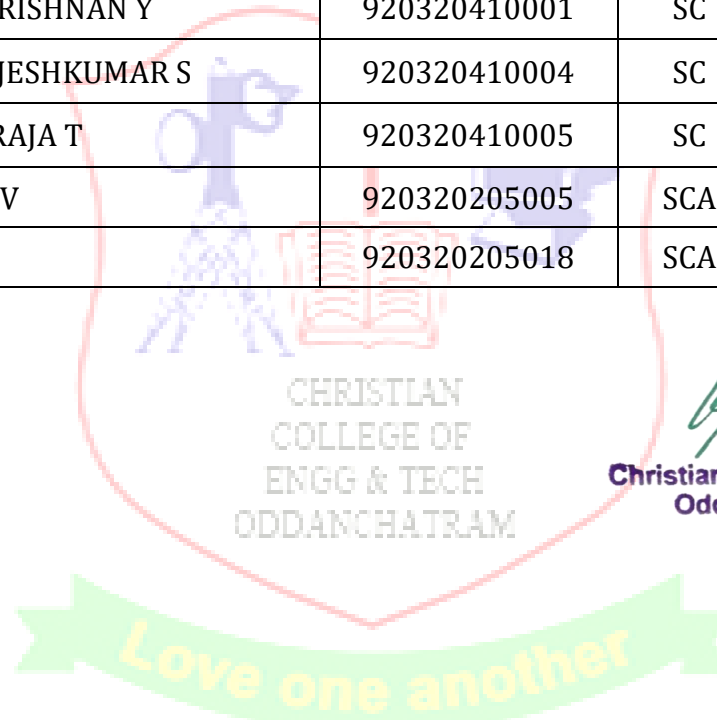 RISHNAN Y 920320410001 SC
JESHKUMAR S 920320410004 SC
RAJA T 920320410005 SC
V 920320205005 SCA
920320205018 SCA
CHRISTIAN
COLLEGE OF
ENGG & TECH
ODDANCHATRAM
Christian
Odd
Love one another